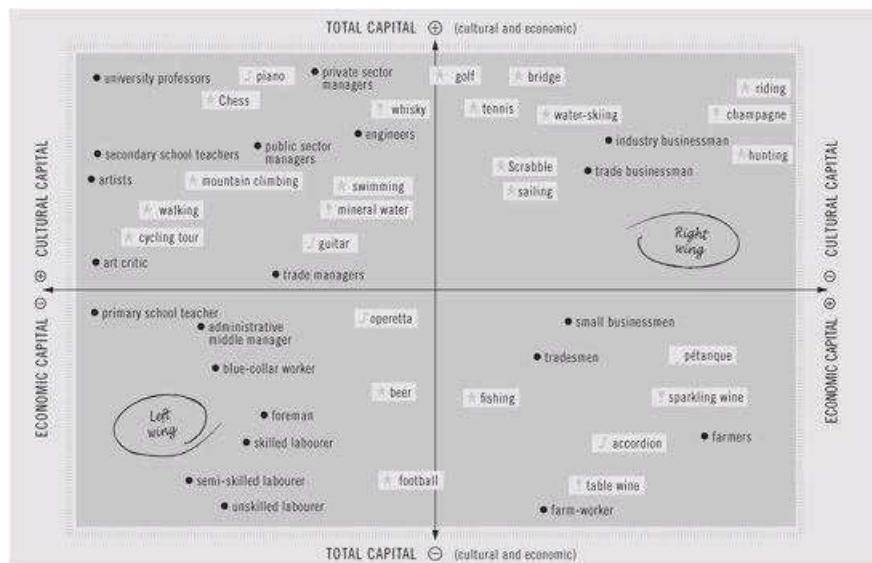 TOTAL CAPITAL ⊕ (cultural and economic)
university professors
piano
private sector
managers
golf
bridge
riding
Chess
whisky
tennis
water-skiing
champagne
engineers
industry businessman
secondary school teachers
public sector
managers
Scrabble
trade businessman
hunting
artists
mountain climbing
swimming
sailing
walking
mineral water
cycling tour
guitar
Right
wing
art critic
trade managers
ECONOMIC CAPITAL ⊖ ⊕ CULTURAL CAPITAL
ECONOMIC CAPITAL ⊕ ⊖ CULTURAL CAPITAL
primary school teacher
administrative
middle manager
operetta
small businessmen
blue-collar worker
tradesmen
pétanque
beer
fishing
sparkling wine
Left
wing
foreman
skilled labourer
accordion
farmers
semi-skilled labourer
football
table wine
unskilled labourer
farm-worker
TOTAL CAPITAL ⊖ (cultural and economic)